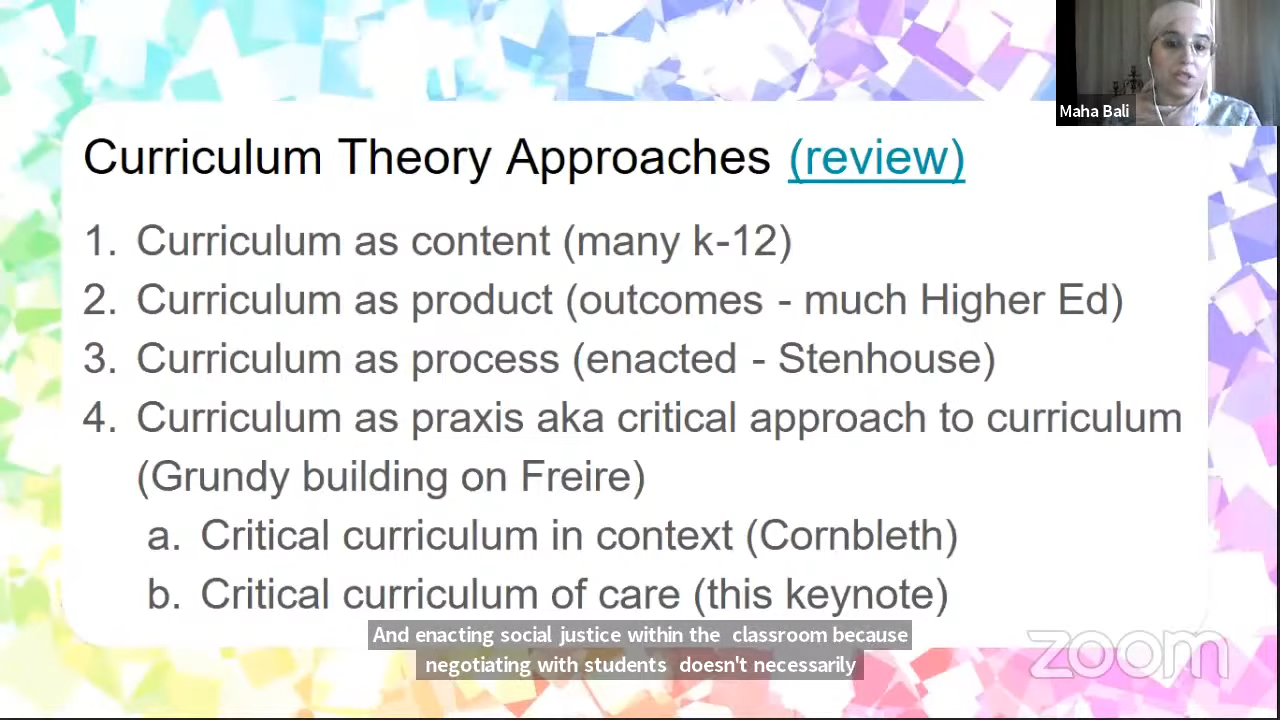 Maha Bali
Curriculum Theory Approaches (review)
1. Curriculum as content (many k-12)
2. Curriculum as product (outcomes - much Higher Ed)
3. Curriculum as process (enacted - Stenhouse)
4. Curriculum as praxis aka critical approach to curriculum
(Grundy building on Freire)
a. Critical curriculum in context (Cornbleth)
b. Critical curriculum of care (this keynote)
And enacting social justice within the classroom because
negotiating with students doesn't necessarily
zoom